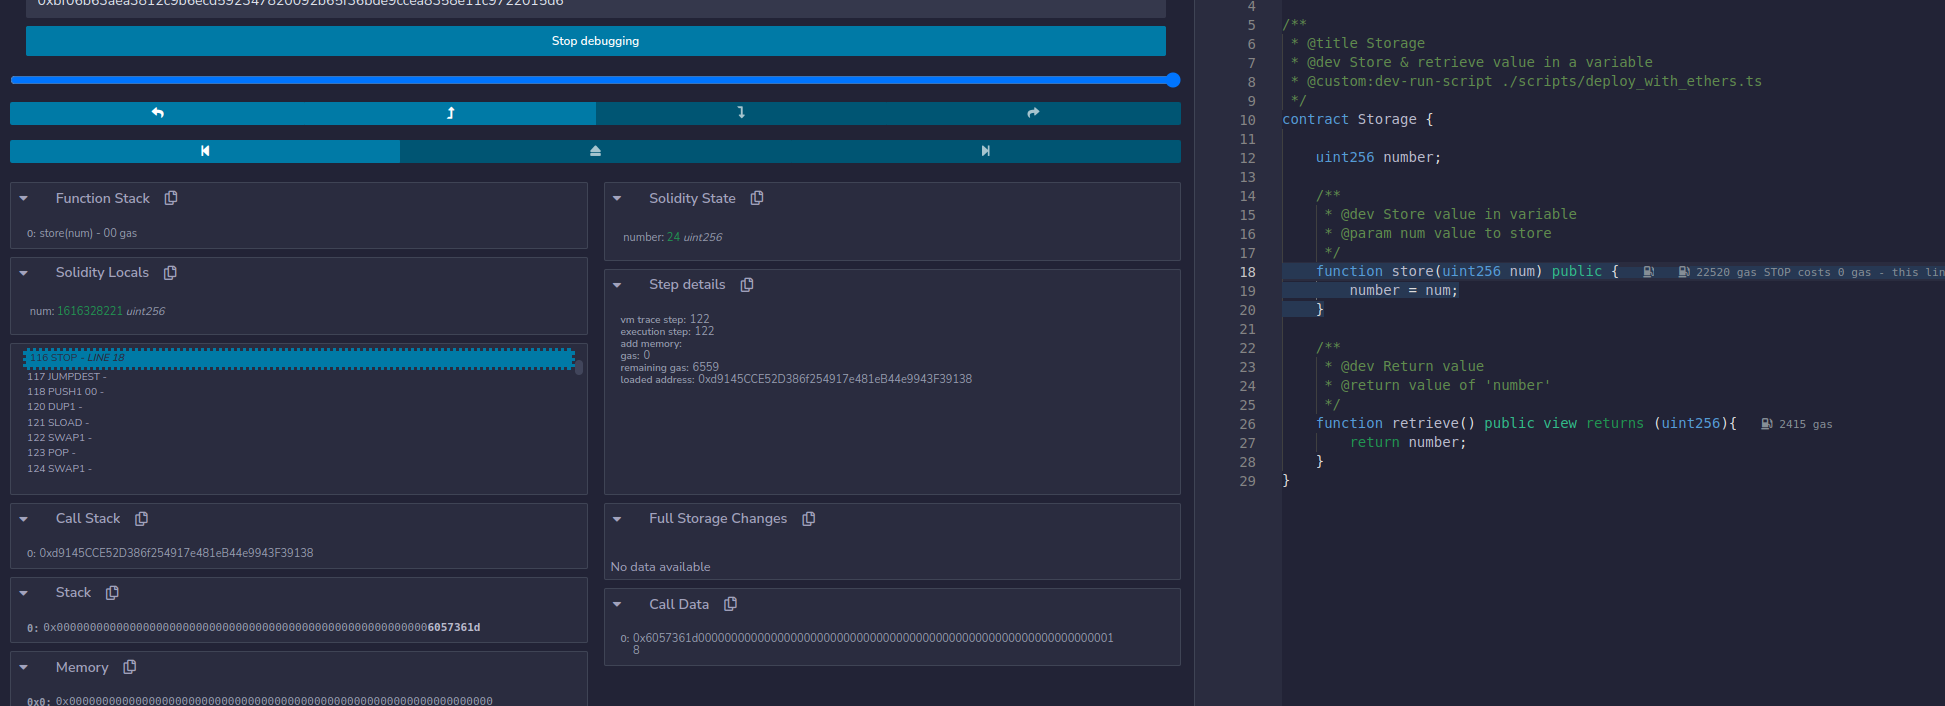 0xbf06b63aea3812c9b6ecd592347820092b65f36bde9ccea8358e11c9722015d6
Stop debugging
Function Stack
0: store(num) - 00 gas
Solidity Locals
num: 1616328221 uint256
116 STOP - LINE 18
117 JUMPDEST -
118 PUSH1 00 -
120 DUP1 -
121 SLOAD -
122 SWAP1 -
123 POP -
124 SWAP1 -
Call Stack
0: 0xd9145CCE52D386f254917e481eB44e9943F39138
Stack
0: 0x000000000000000000000000000000000000000000000000000000006057361d
Memory
0x0: 0x0000000000000000000000000000000000000000000000000000000000000000
Solidity State
number: 24 uint256
Step details
vm trace step: 122
execution step: 122
add memory:
gas: 0
remaining gas: 6559
loaded address: 0xd9145CCE52D386f254917e481eB44e9943F39138
Full Storage Changes
No data available
Call Data
0: 0x6057361d000000000000000000000000000000000000000000000000000000000000001
8
4
5 /**
6  * @title Storage
7  * @dev Store & retrieve value in a variable
8  * @custom:dev-run-script ./scripts/deploy_with_ethers.ts
9  */
10 contract Storage {
11
12     uint256 number;
13
14     /**
15      * @dev Store value in variable
16      * @param num value to store
17      */
18     function store(uint256 num) public { 22520 gas STOP costs 0 gas - this lin
19         number = num;
20     }
21
22     /**
23      * @dev Return value
24      * @return value of 'number'
25      */
26     function retrieve() public view returns (uint256){ 2415 gas
27         return number;
28     }
29 }